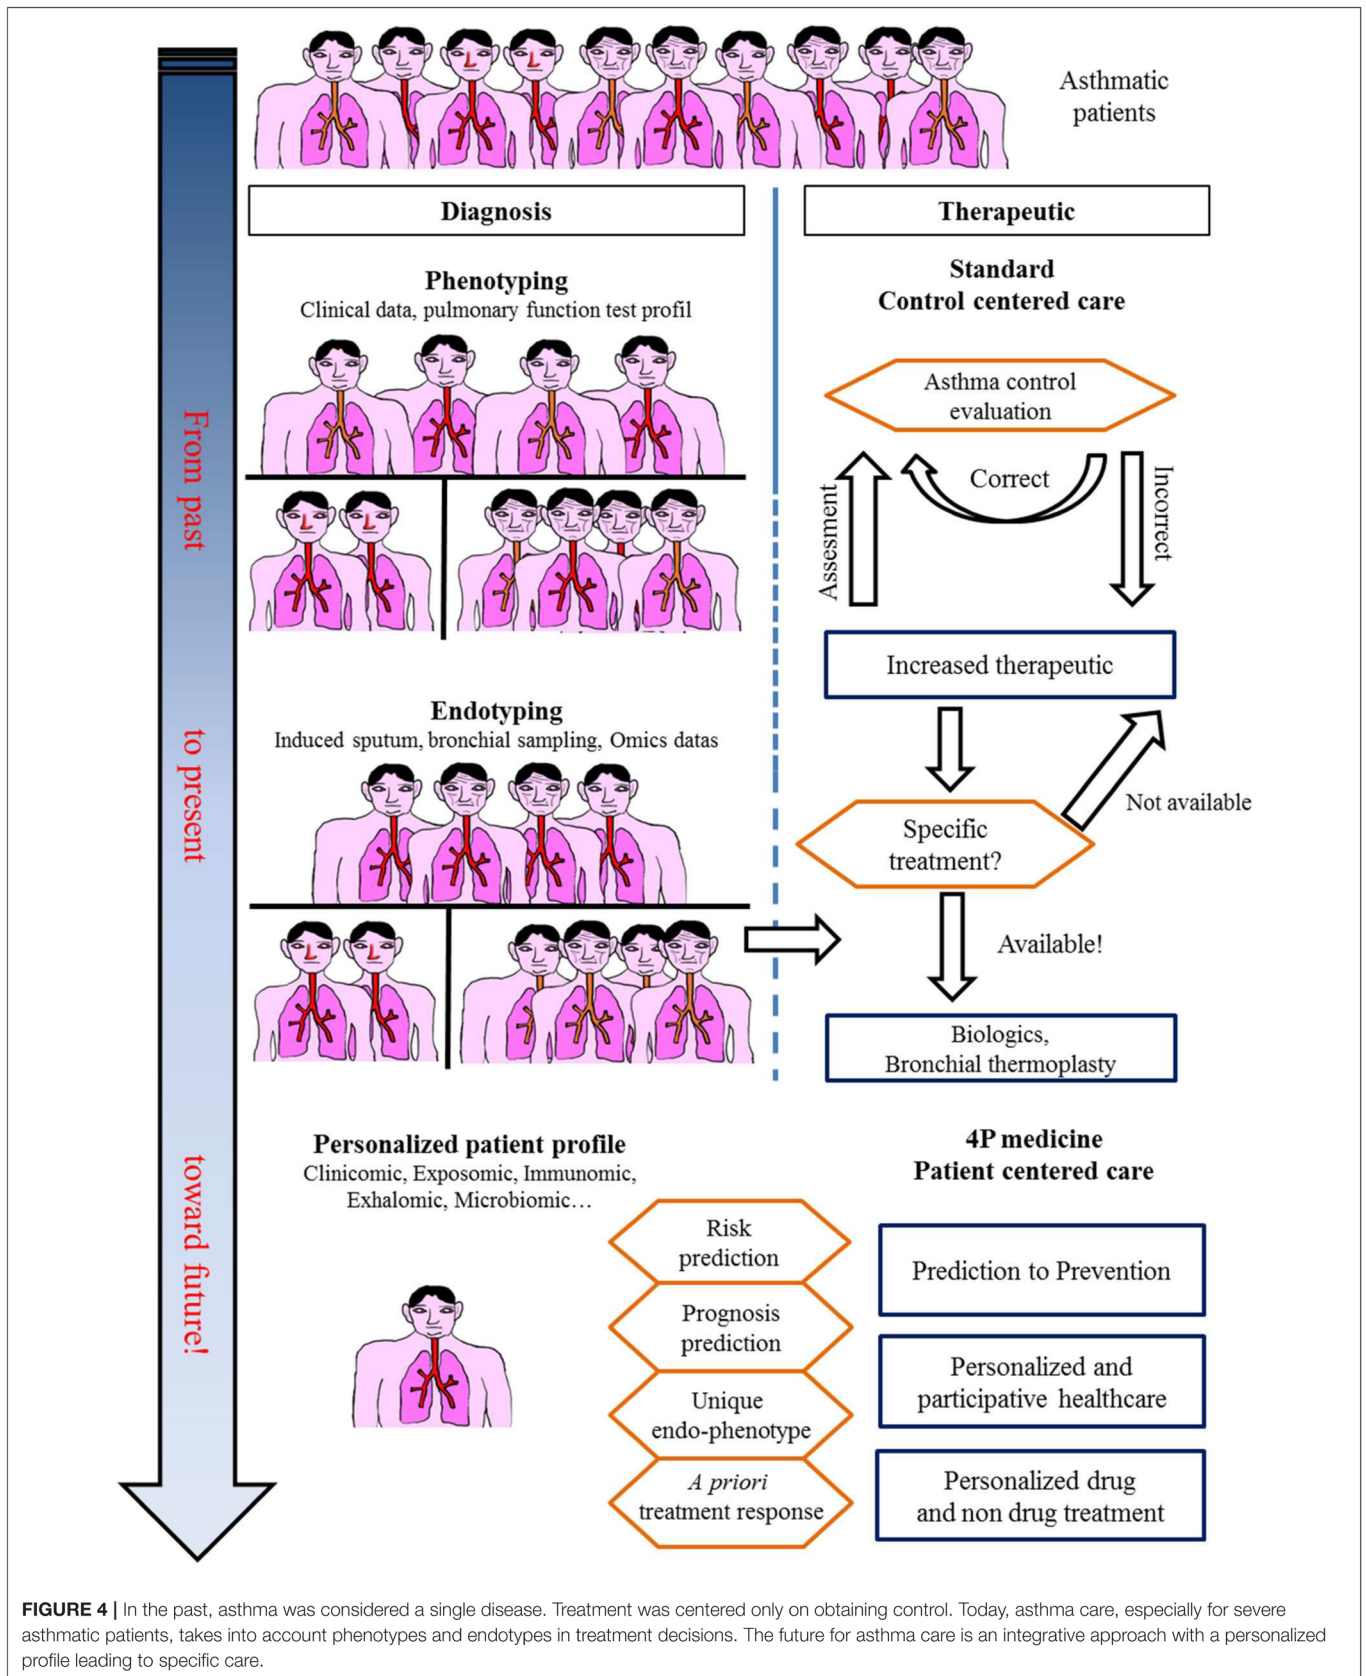 Asthmatic
patients
Diagnosis
Therapeutic
Phenotyping
Clinical data, pulmonary function test profil
Standard
Control centered care
Asthma control
evaluation
Assesment
Correct
Incorrect
Increased therapeutic
From past
to present
toward future!
Endotyping
Induced sputum, bronchial sampling, Omics datas
Specific
treatment?
Not available
Available!
Biologics,
Bronchial thermoplasty
Personalized patient profile
Clinicomic, Exposomic, Immunomic,
Exhalomic, Microbiomic…
4P medicine
Patient centered care
Risk
prediction
Prognosis
prediction
Unique
endo-phenotype
A priori
treatment response
Prediction to Prevention
Personalized and
participative healthcare
Personalized drug
and non drug treatment
FIGURE 4 | In the past, asthma was considered a single disease. Treatment was centered only on obtaining control. Today, asthma care, especially for severe
asthmatic patients, takes into account phenotypes and endotypes in treatment decisions. The future for asthma care is an integrative approach with a personalized
profile leading to specific care.